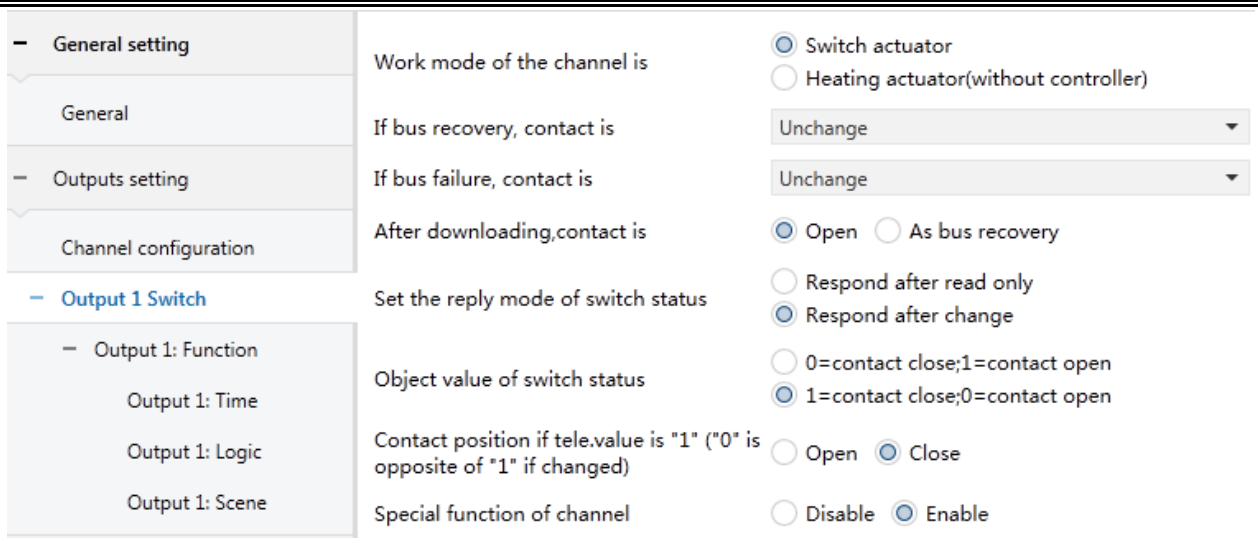 General setting
General
Outputs setting
Channel configuration
Output 1 Switch
Output 1: Function
Output 1: Time
Output 1: Logic
Output 1: Scene
Work mode of the channel is
Switch actuator
Heating actuator(without controller)
If bus recovery, contact is
Unchange
If bus failure, contact is
Unchange
After downloading,contact is
Open As bus recovery
Set the reply mode of switch status
Respond after read only
Respond after change
Object value of switch status
0=contact close;1=contact open
1=contact close;0=contact open
Contact position if tele.value is "1" ("0" is
opposite of "1" if changed)
Open Close
Special function of channel
Disable Enable